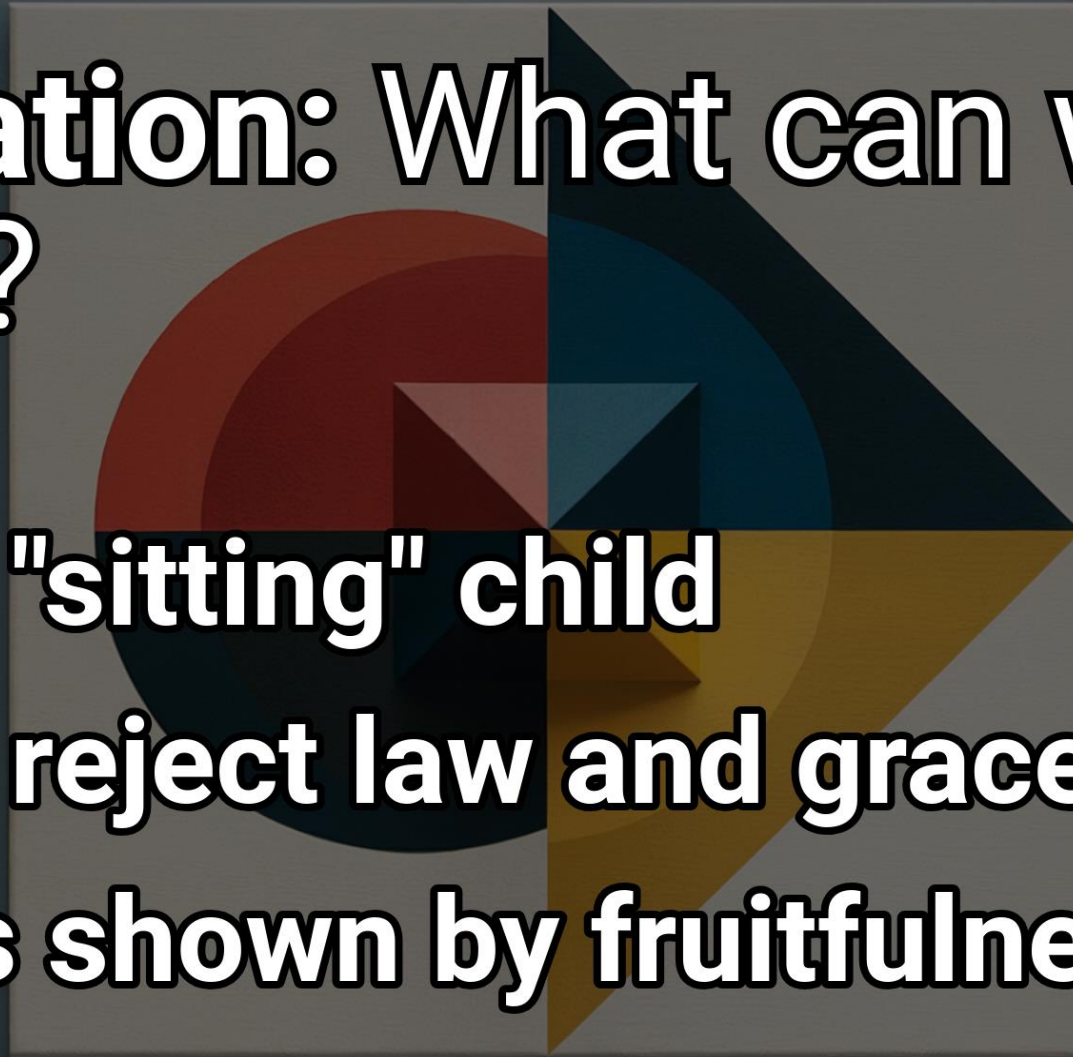 ation: What can
?
"sitting" child
reject law and grace
s shown by fruitfulne